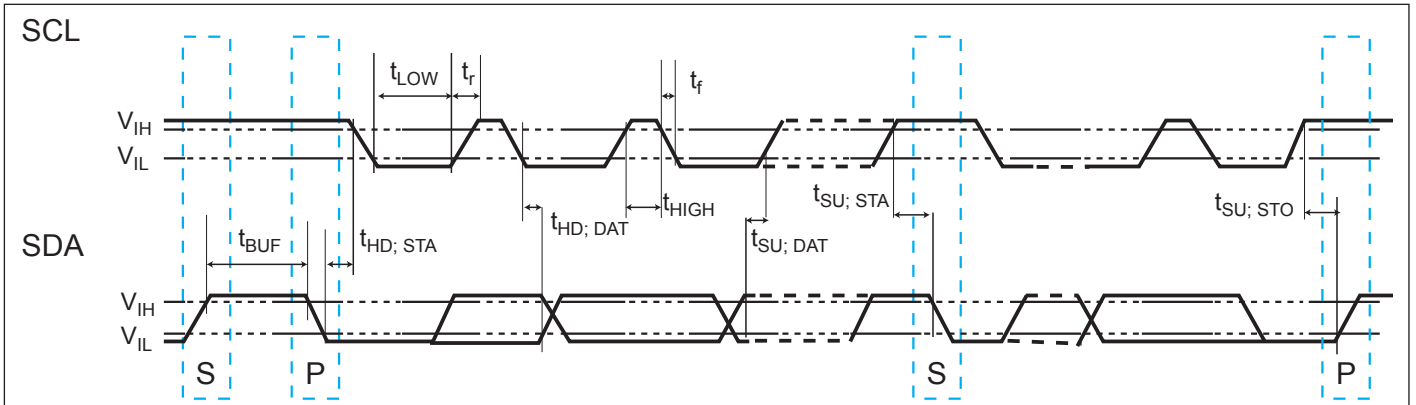 SCL
tLOW
tr
tf
VIH
VIL
tHD; DAT
tHIGH
tSU; DAT
tSU; STA
tSU; STO
SDA
tBUF
tHD; STA
VIH
VIL
S
P
S
P